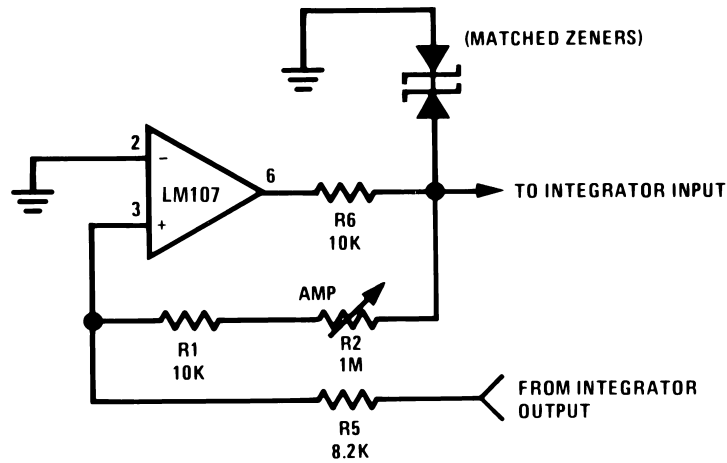 (MATCHED ZENERS)
2
−
LM107
6
3
+
R6
10K
TO INTEGRATOR INPUT
AMP
R1
10K
R2
1M
R5
8.2K
FROM INTEGRATOR
OUTPUT